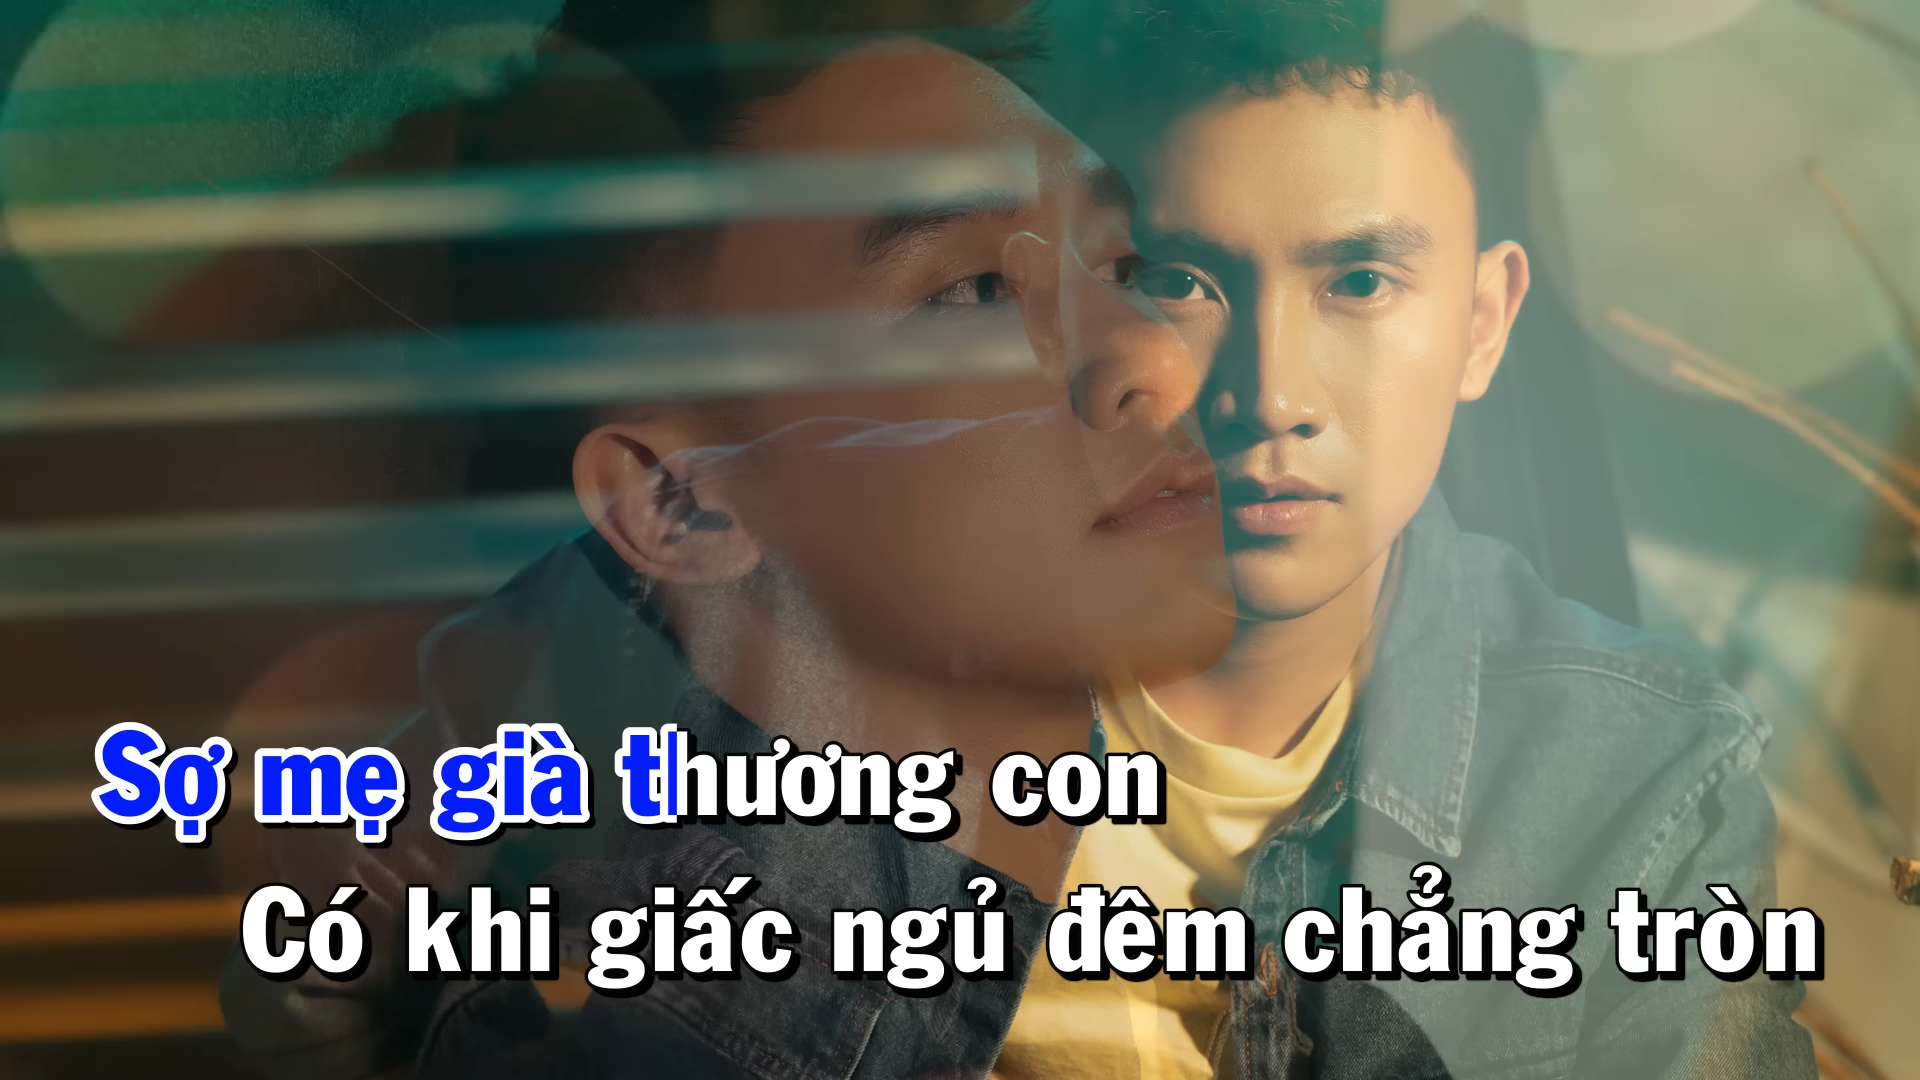 Sợ mẹ già thương con
Có khi giấc ngủ đêm chẳng tròn